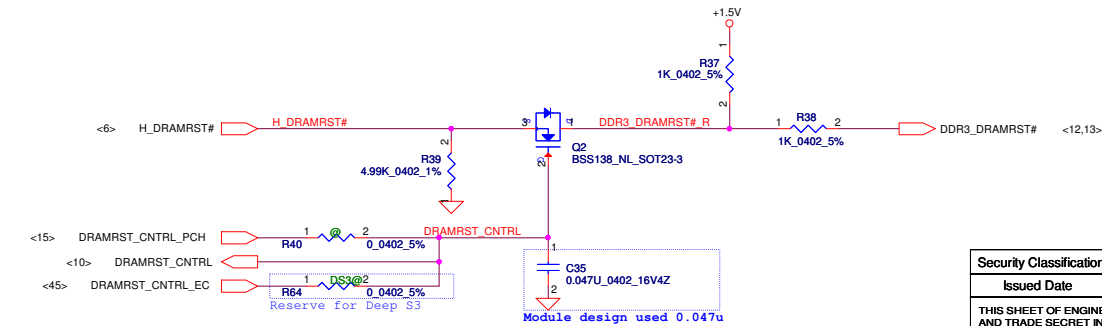 +1.5V
1
R37
1K_0402_5%
2
<6> H_DRAMRST#
H_DRAMRST#
3
1
DDR3_DRAMRST#_R
1
R38
2
1K_0402_5%
DDR3_DRAMRST# <12,13>
Q2
BSS138_NL_SOT23-3
2
2
R39
4.99K_0402_1%
<15> DRAMRST_CNTRL_PCH
1
@
2
R40
0_0402_5%
DRAMRST_CNTRL
<10> DRAMRST_CNTRL
<45> DRAMRST_CNTRL_EC
1
DS3@
2
R64
0_0402_5%
Reserve for Deep S3
1
C35
0.047U_0402_16V4Z
2
Module design used 0.047u
Security Classification
Issued Date
THIS SHEET OF ENGINE
AND TRADE SECRET IN